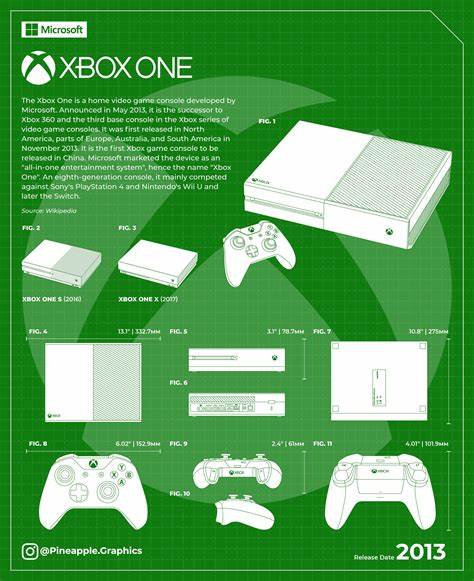 Microsoft
XBOX ONE
The Xbox One is a home video game console developed by
Microsoft. Announced in May 2013, it is the successor to
Xbox 360 and the third base console in the Xbox series of
video game consoles. It was first released in North
America, parts of Europe, Australia, and South America in
November 2013. It is the first Xbox game console to be
released in China. Microsoft marketed the device as an
"all-in-one entertainment system", hence the name "Xbox
One". An eighth-generation console, it mainly competed
against Sony's PlayStation 4 and Nintendo's Wii U and
later the Switch.
Source: Wikipedia
FIG. 1
XBOX
FIG. 2
FIG. 3
XBOX ONE S (2016)
XBOX ONE X (2017)
FIG. 4
13.1" | 332.7MM
FIG. 5
3.1" | 78.7MM
FIG. 7
10.8" | 275MM
FIG. 6
XBOX
FIG. 8
6.02" | 152.9MM
FIG. 9
2.4" | 61MM
FIG. 11
4.01" | 101.9MM
Y
X B
A
XBOX
FIG. 10
@Pineapple.Graphics
Release Date 2013